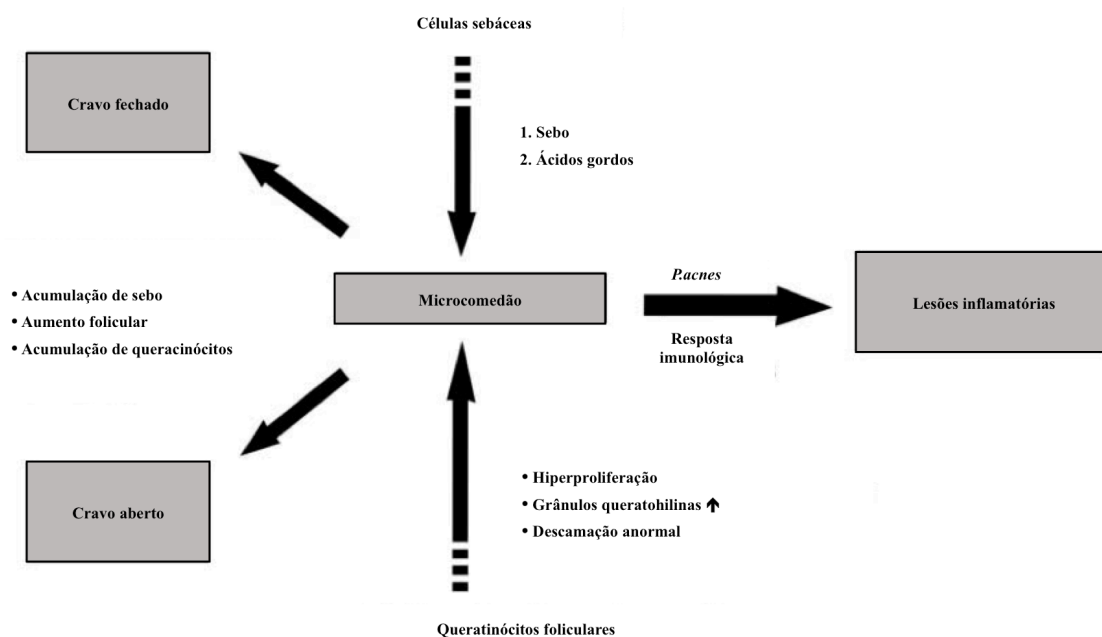 Células sebáceas
Cravo fechado
1. Sebo
2. Ácidos gordos
• Acumulação de sebo
• Aumento folicular
• Acumulação de queracinócitos
Microcomedão
P.acnes
Resposta
imunológica
Lesões inflamatórias
Cravo aberto
• Hiperproliferação
• Grânulos queratohilinas ↑
• Descamação anormal
Queratinócitos foliculares